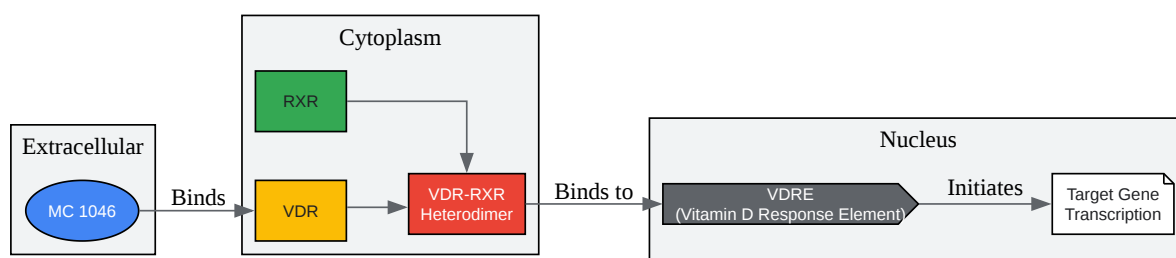 Extracellular
MC 1046
Binds
Cytoplasm
RXR
VDR
VDR-RXR
Heterodimer
Binds to
Nucleus
VDRE
(Vitamin D Response Element)
Initiates
Target Gene
Transcription